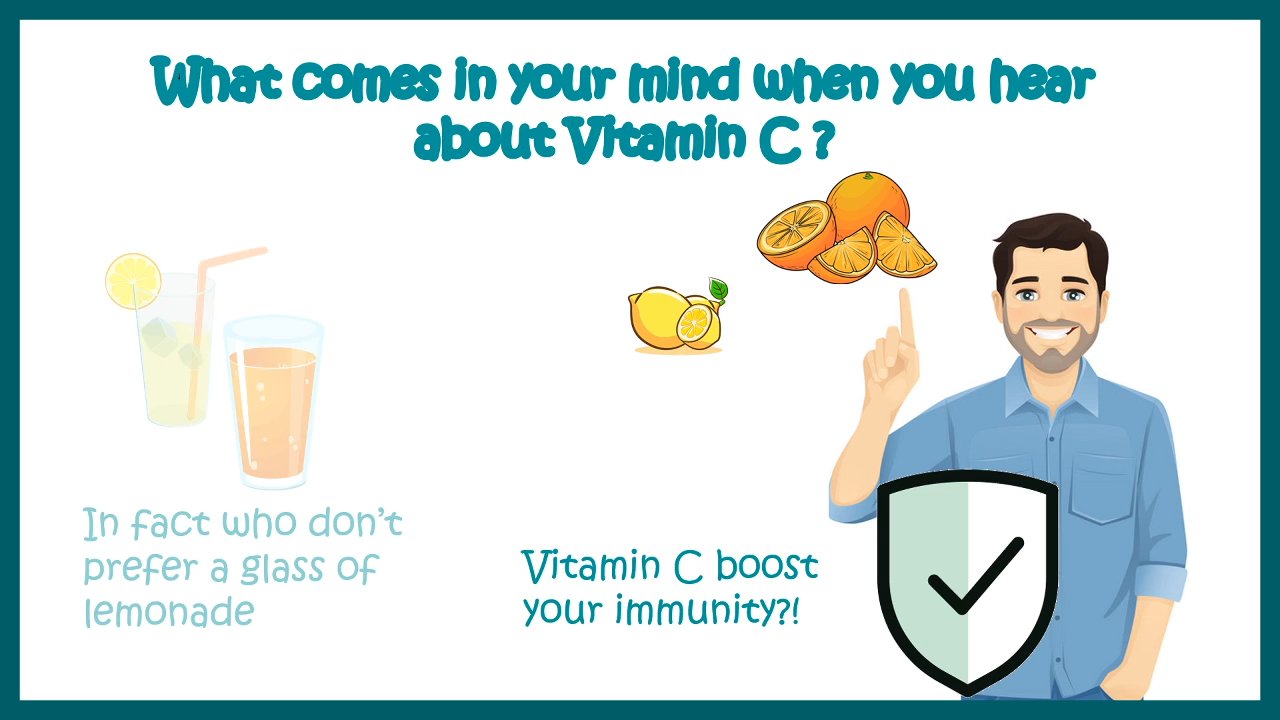 What comes in your mind when you hear
about Vitamin C ?
In fact who don't
prefer a glass of
lemonade
Vitamin C boost
your immunity?!